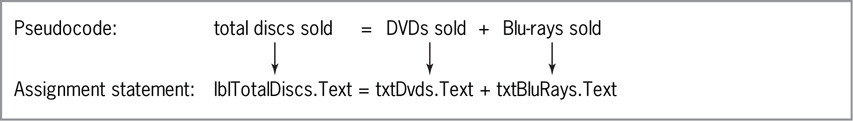 Pseudocode: total discs sold = DVDs sold + Blu-rays sold
Assignment statement: lblTotalDiscs.Text = txtDvds.Text + txtBluRays.Text